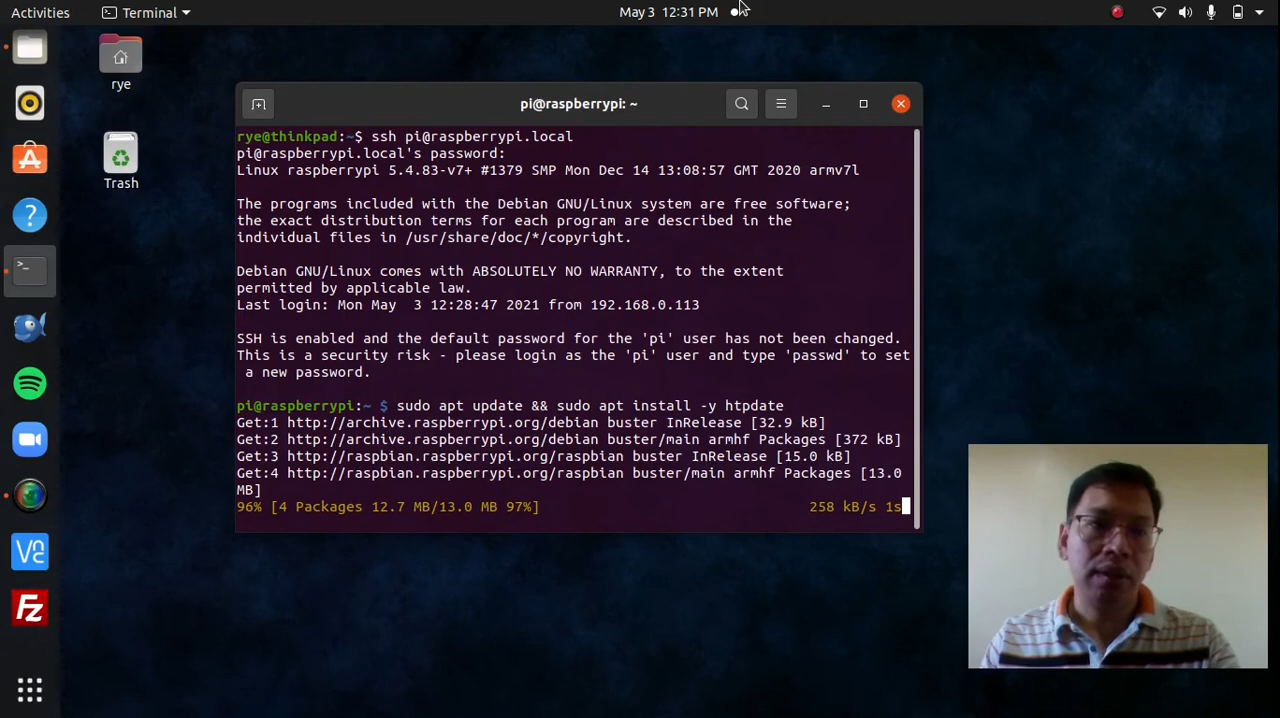 Activities
Terminal
May 3 12:31 PM
rye
Trash
pi@raspberrypi: ~
rye@thinkpad:~$ ssh pi@raspberrypi.local
pi@raspberrypi.local's password:
Linux raspberrypi 5.4.83-v7+ #1379 SMP Mon Dec 14 13:08:57 GMT 2020 armv7l
The programs included with the Debian GNU/Linux system are free software;
the exact distribution terms for each program are described in the
individual files in /usr/share/doc/*/copyright.
Debian GNU/Linux comes with ABSOLUTELY NO WARRANTY, to the extent
permitted by applicable law.
Last login: Mon May  3 12:28:47 2021 from 192.168.0.113
SSH is enabled and the default password for the 'pi' user has not been changed.
This is a security risk - please login as the 'pi' user and type 'passwd' to set
 a new password.
pi@raspberrypi:~ $ sudo apt update && sudo apt install -y htpdate
Get:1 http://archive.raspberrypi.org/debian buster InRelease [32.9 kB]
Get:2 http://archive.raspberrypi.org/debian buster/main armhf Packages [372 kB]
Get:3 http://raspbian.raspberrypi.org/raspbian buster InRelease [15.0 kB]
Get:4 http://raspbian.raspberrypi.org/raspbian buster/main armhf Packages [13.0
MB]
96% [4 Packages 12.7 MB/13.0 MB 97%] 258 kB/s 1s